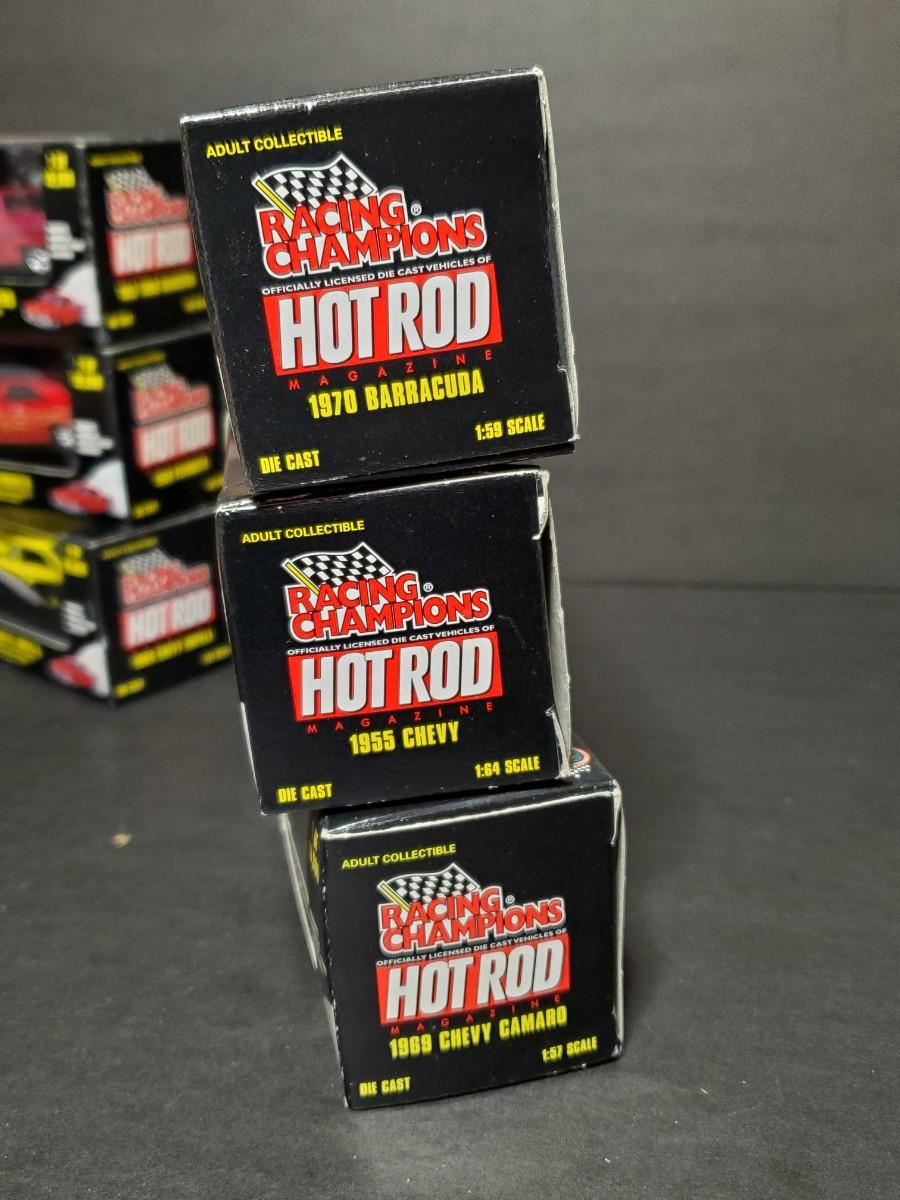 ADULT COLLECTIBLE
RACING ®
CHAMPIONS
OFFICIALLY LICENSED DIE CAST VEHICLES OF
HOT ROD
MAGAZINE
1970 BARRACUDA
1:59 SCALE
DIE CAST
ADULT COLLECTIBLE
RACING ®
CHAMPIONS
OFFICIALLY LICENSED DIE CAST VEHICLES OF
HOT ROD
MAGAZINE
1955 CHEVY
1:64 SCALE
DIE CAST
ADULT COLLECTIBLE
RACING ®
CHAMPIONS
OFFICIALLY LICENSED DIE CAST VEHICLES OF
HOT ROD
MAGAZINE
1969 CHEVY CAMARO
1:57 SCALE
DIE CAST
HOT ROD
HOT ROD
HOT ROD